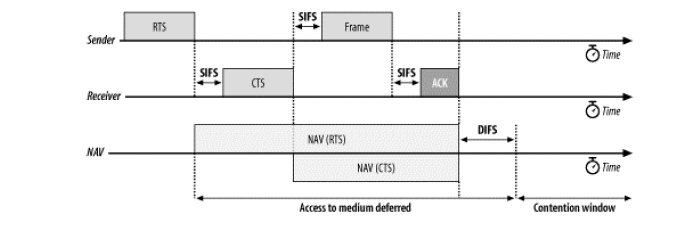 SIFS
RTS
Frame
Sender
Time
SIFS
SIFS
CTS
ACK
Receiver
Time
DIFS
NAV (RTS)
NAV
NAV (CTS)
Time
Access to medium deferred
Contention window